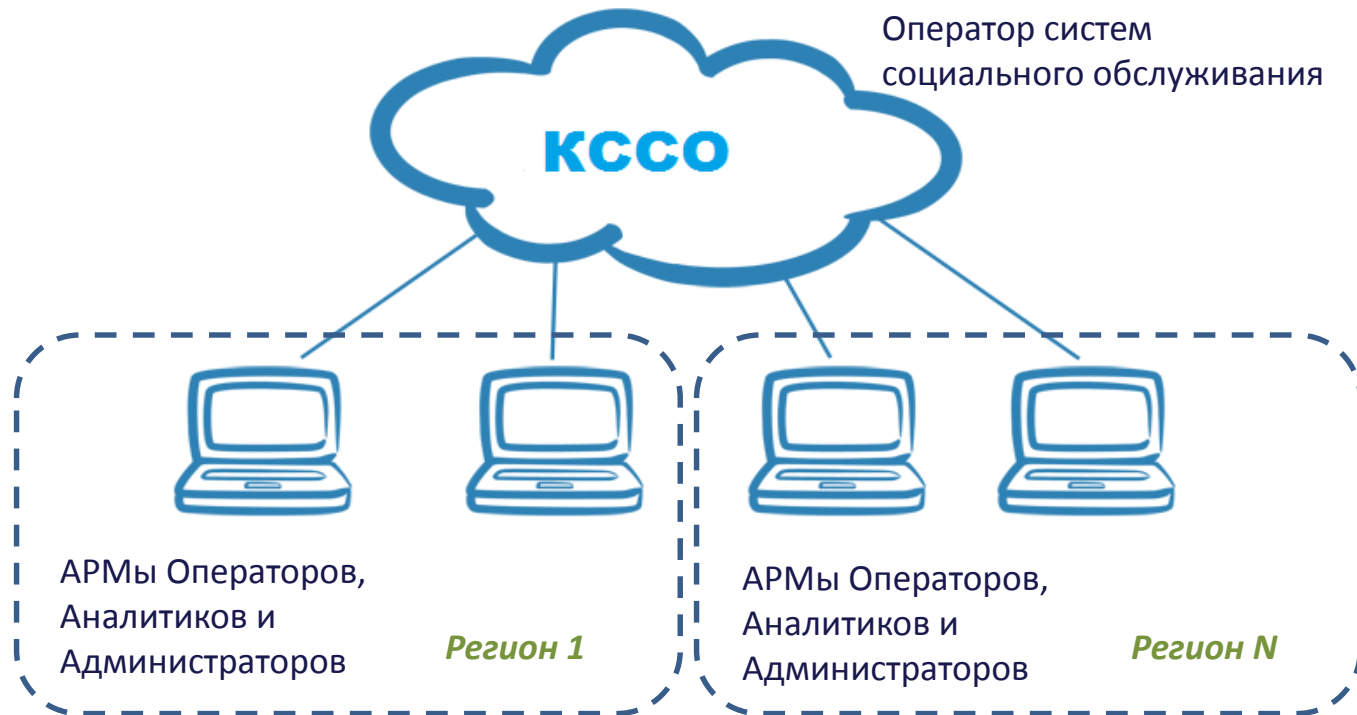 Оператор систем
социального обслуживания
КССО
АРМы Операторов,
Аналитиков и
Администраторов
Регион 1
АРМы Операторов,
Аналитиков и
Администраторов
Регион N